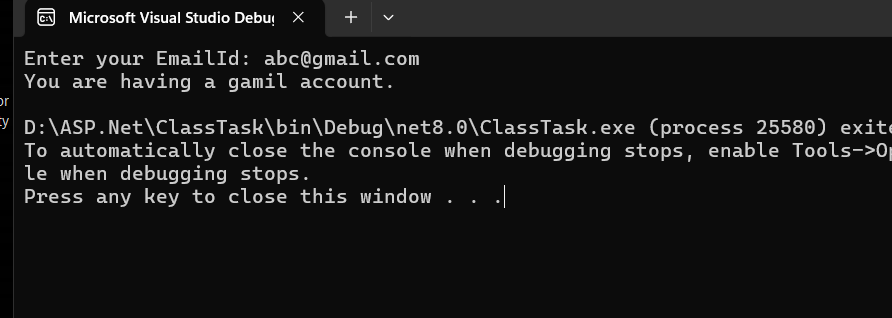 Microsoft Visual Studio Debug
Enter your EmailId: abc@gmail.com
You are having a gamil account.
or
ty
D:\ASP.Net\ClassTask\bin\Debug\net8.0\ClassTask.exe (process 25580) exite
To automatically close the console when debugging stops, enable Tools->Op
le when debugging stops.
Press any key to close this window . . .